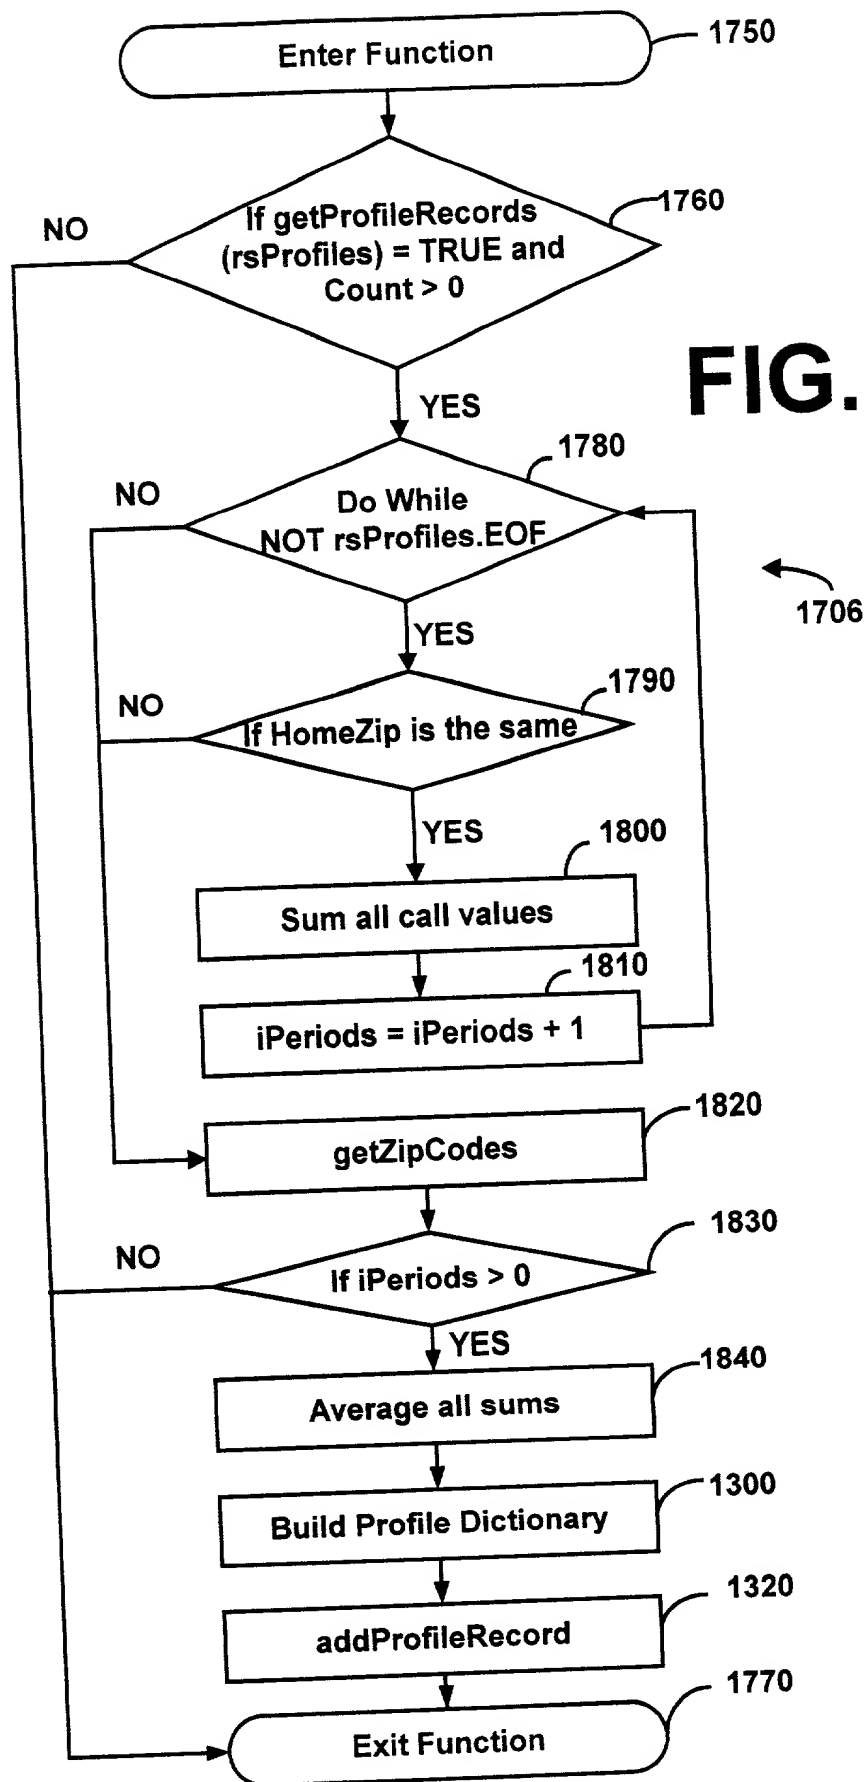 Enter Function
1750
If getProfileRecords
(rsProfiles) = TRUE and
Count > 0
1760
NO
YES
FIG.
Do While
NOT rsProfiles.EOF
1780
NO
YES
1706
If HomeZip is the same
1790
NO
YES
Sum all call values
1800
iPeriods = iPeriods + 1
1810
getZipCodes
1820
If iPeriods > 0
1830
NO
YES
Average all sums
1840
Build Profile Dictionary
1300
addProfileRecord
1320
Exit Function
1770